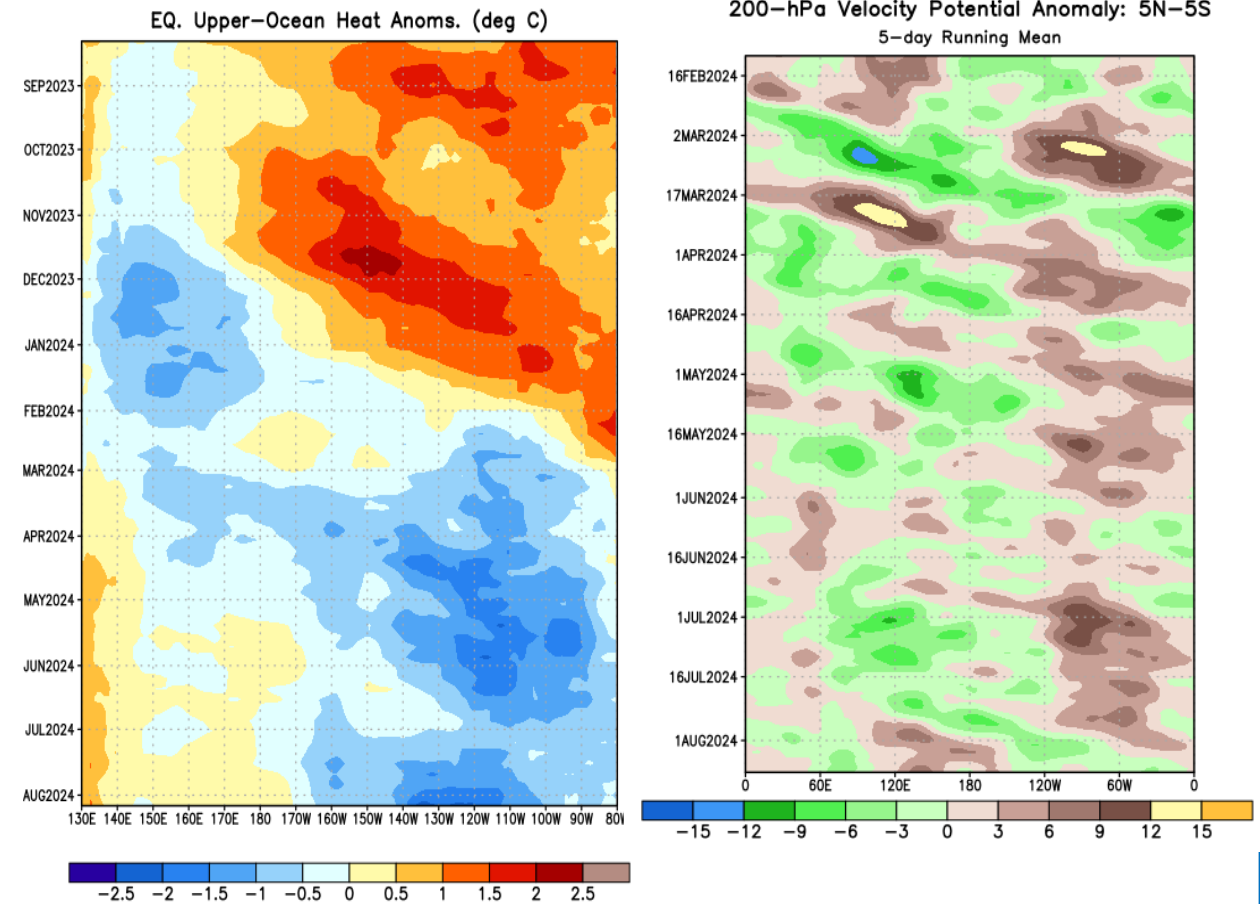 EQ. Upper-Ocean Heat Anoms. (deg C)
SEP2023
OCT2023
NOV2023
DEC2023
JAN2024
FEB2024
MAR2024
APR2024
MAY2024
JUN2024
JUL2024
AUG2024
130E 140E 150E 160E 170E 180 170W 160W 150W 140W 130W 120W 110W 100W 90W 80W
-2.5 -2 -1.5 -1 -0.5 0 0.5 1 1.5 2 2.5
200-hPa Velocity Potential Anomaly: 5N-5S
5-day Running Mean
16FEB2024
2MAR2024
17MAR2024
1APR2024
16APR2024
1MAY2024
16MAY2024
1JUN2024
16JUN2024
1JUL2024
16JUL2024
1AUG2024
0 60E 120E 180 120W 60W 0
-15 -12 -9 -6 -3 0 3 6 9 12 15